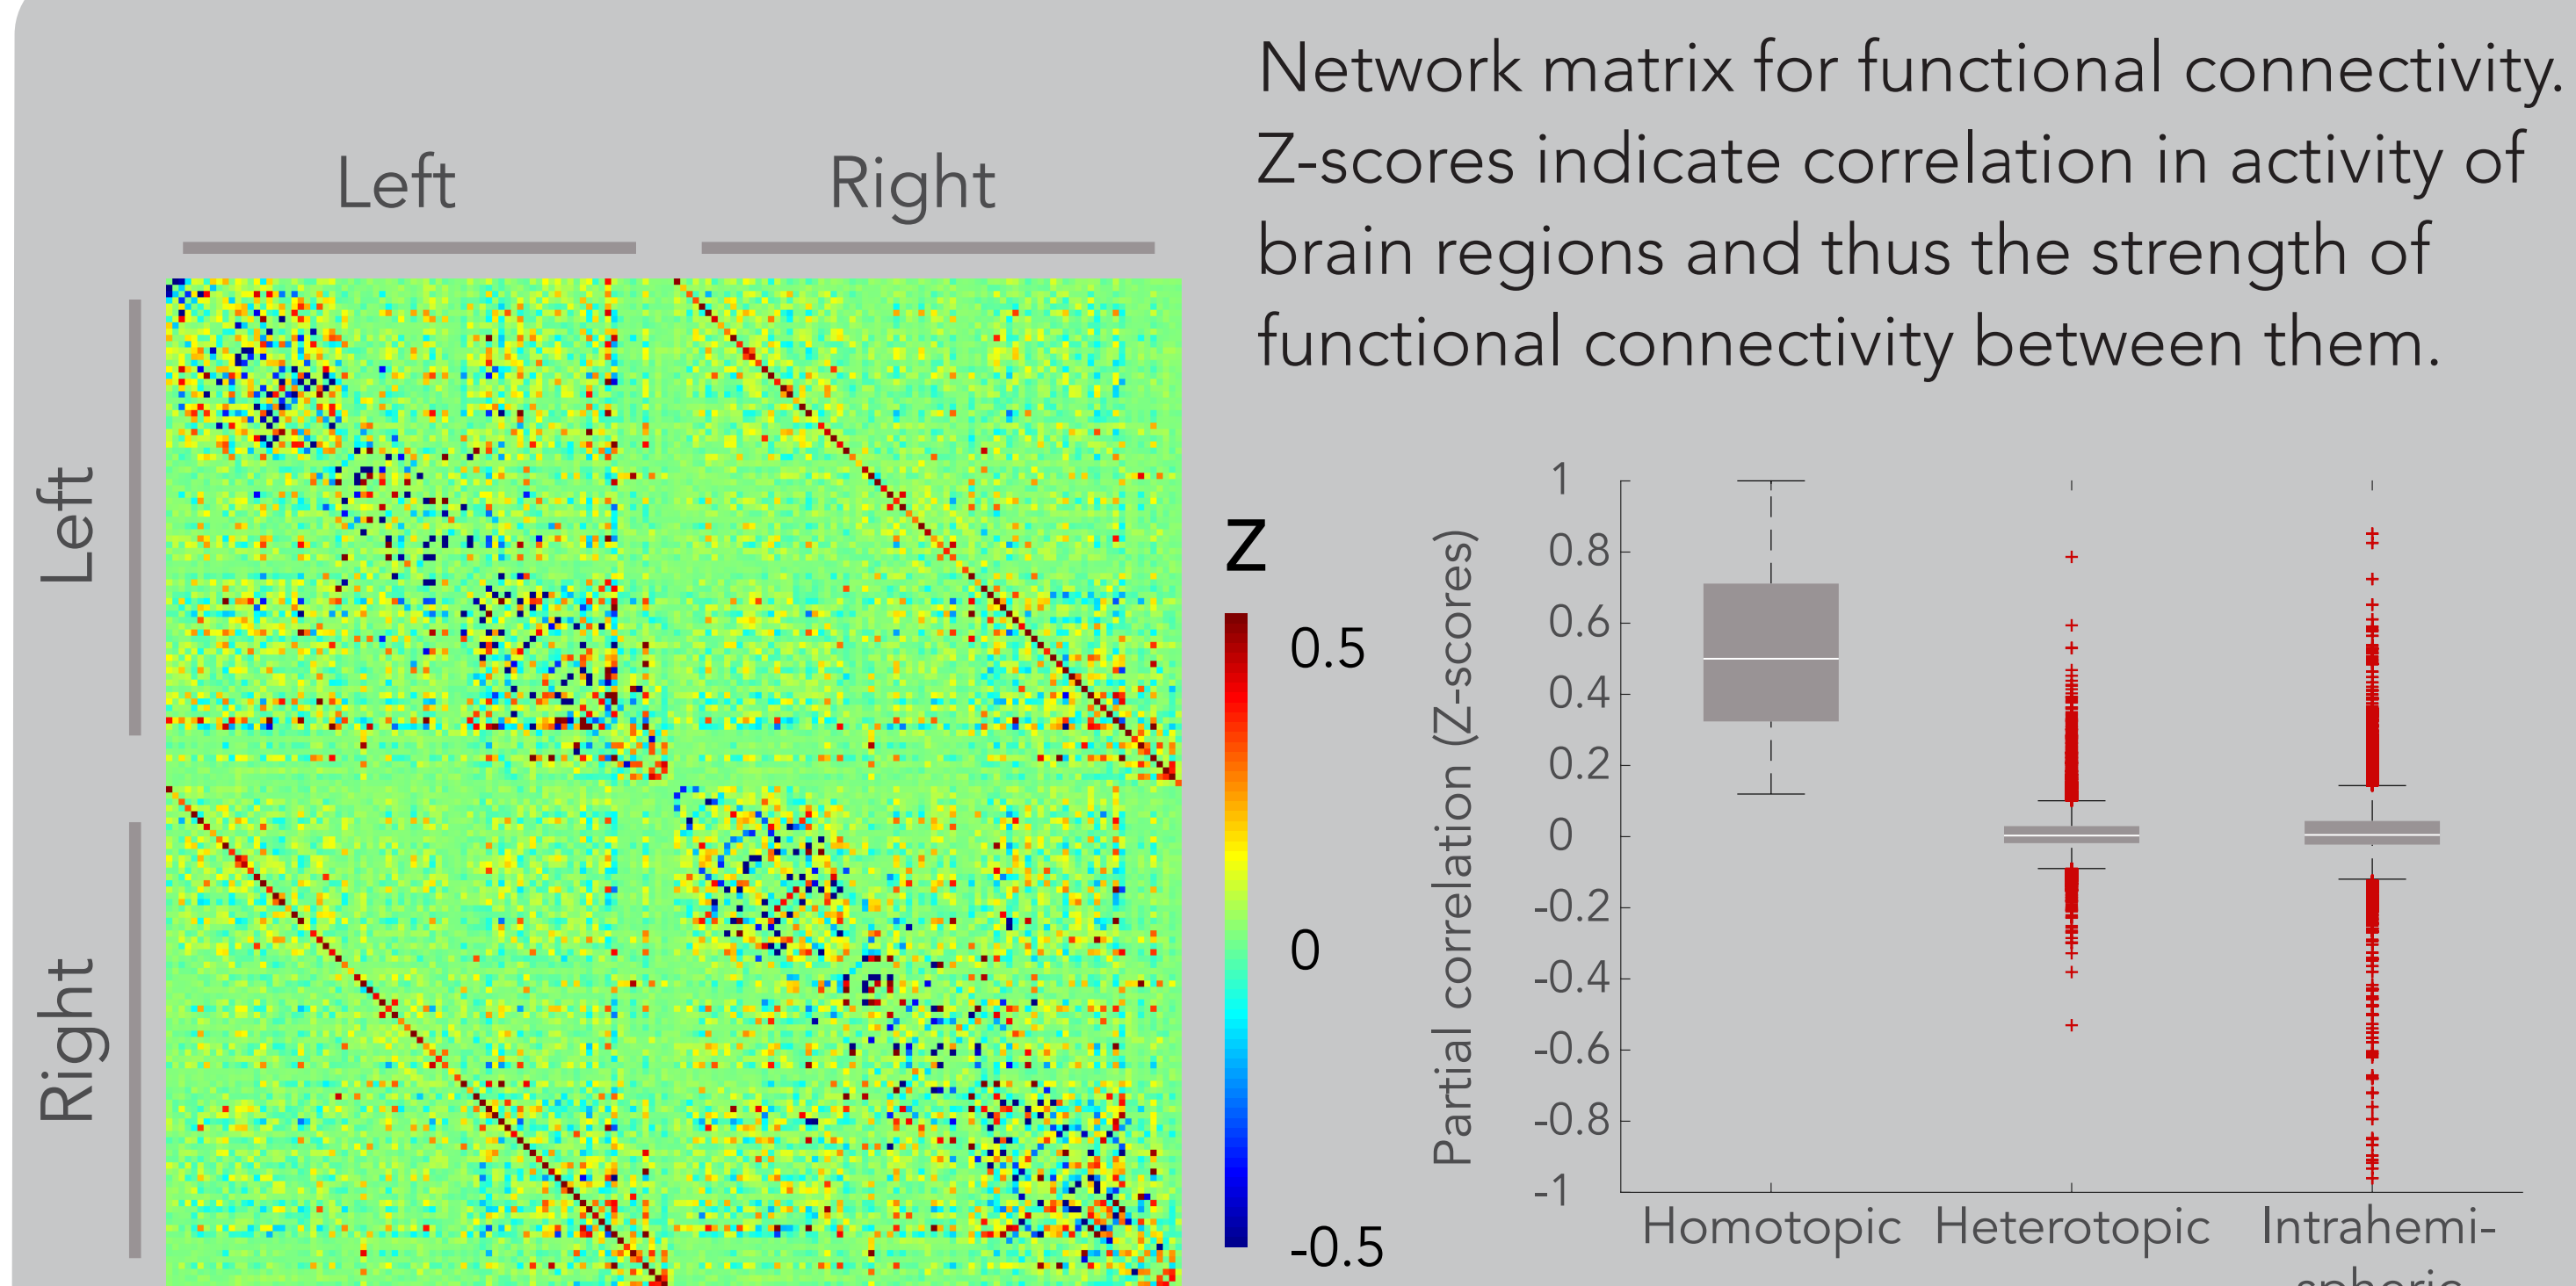 Network matrix for functional connectivity.
Z-scores indicate correlation in activity of
brain regions and thus the strength of
functional connectivity between them.
Left
Right
Left
Right
Z
0.5
0
-0.5
Partial correlation (Z-scores)
1
0.8
0.6
0.4
0.2
0
-0.2
-0.4
-0.6
-0.8
-1
Homotopic
Heterotopic
Intrahemi-
spheric